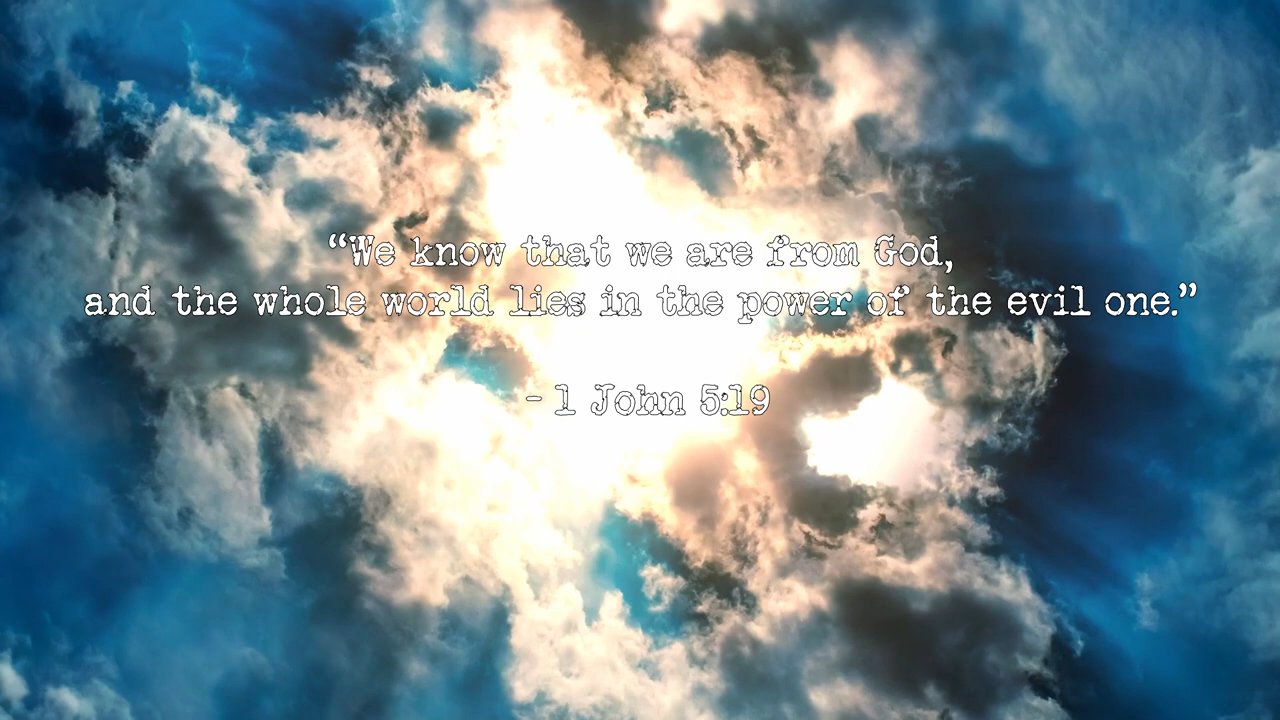 “We know that we are from God,
and the whole world lies in the power of the evil one.”
- 1 John 5:19